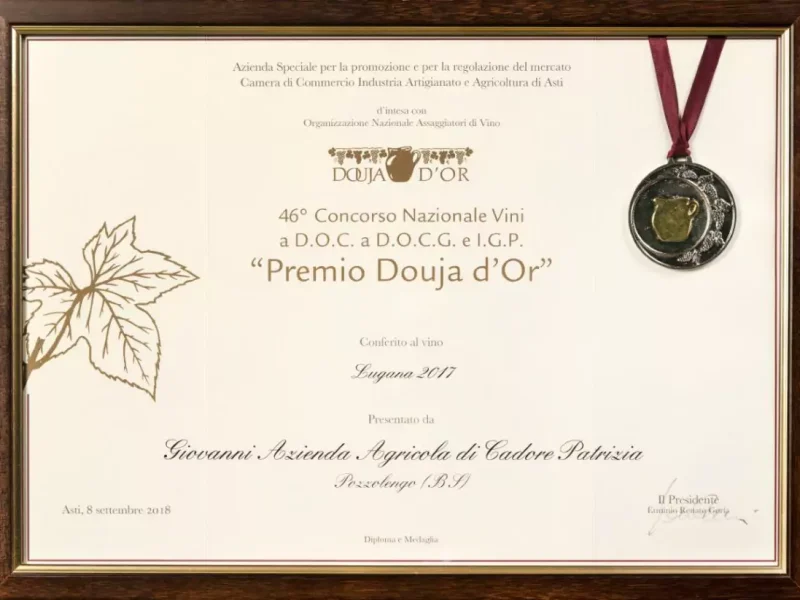 Azienda Speciale per la promozione e per la regolazione del mercato
Camera di Commercio Industria Artigianato e Agricoltura di Asti
d'intesa con
Organizzazione Nazionale Assaggiatori di Vino
DOUJA D'OR
46° Concorso Nazionale Vini
a D.O.C. a D.O.C.G. e I.G.P.
“Premio Douja d’Or”
Conferito al vino
Lugana 2017
Presentato da
Giovanni Azienda Agricola di Cadore Patrizia
Pozzolengo (BS)
Asti, 8 settembre 2018
Il Presidente
Erminio Renato Goria
Diploma e Medaglia